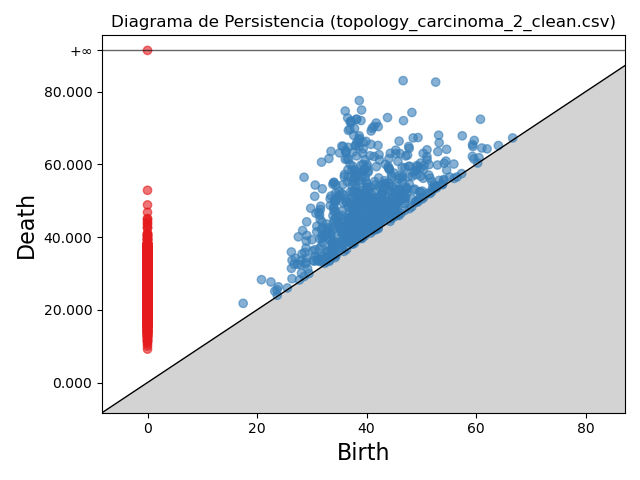 Diagrama de Persistencia (topology_carcinoma_2_clean.csv)
+∞
80.000
60.000
40.000
20.000
0.000
Death
0 20 40 60 80
Birth